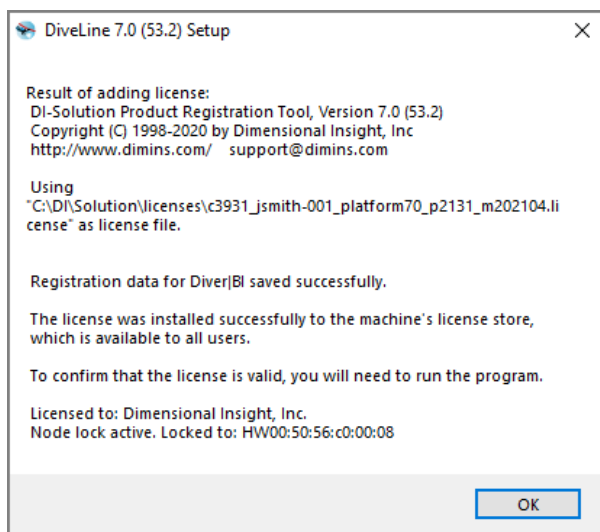 DiveLine 7.0 (53.2) Setup
Result of adding license:
DI-Solution Product Registration Tool, Version 7.0 (53.2)
Copyright (C) 1998-2020 by Dimensional Insight, Inc
http://www.dimins.com/    support@dimins.com
Using
"C:\DI\Solution\licenses\c3931_jsmith-001_platform70_p2131_m202104.li
cense" as license file.
Registration data for Diver|BI saved successfully.
The license was installed successfully to the machine's license store,
which is available to all users.
To confirm that the license is valid, you will need to run the program.
Licensed to: Dimensional Insight, Inc.
Node lock active. Locked to: HW00:50:56:c0:00:08
OK